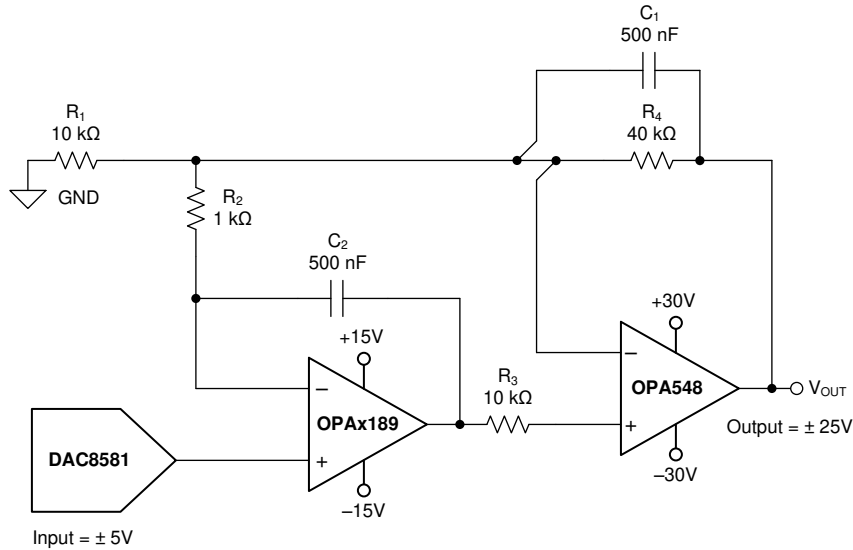 C1
500 nF
R1
10 kΩ
R4
40 kΩ
GND
R2
1 kΩ
C2
500 nF
+15V
+30V
R3
10 kΩ
–
OPAx189
+
–
OPA548
+
VOUT
Output = ± 25V
DAC8581
–15V
–30V
Input = ± 5V